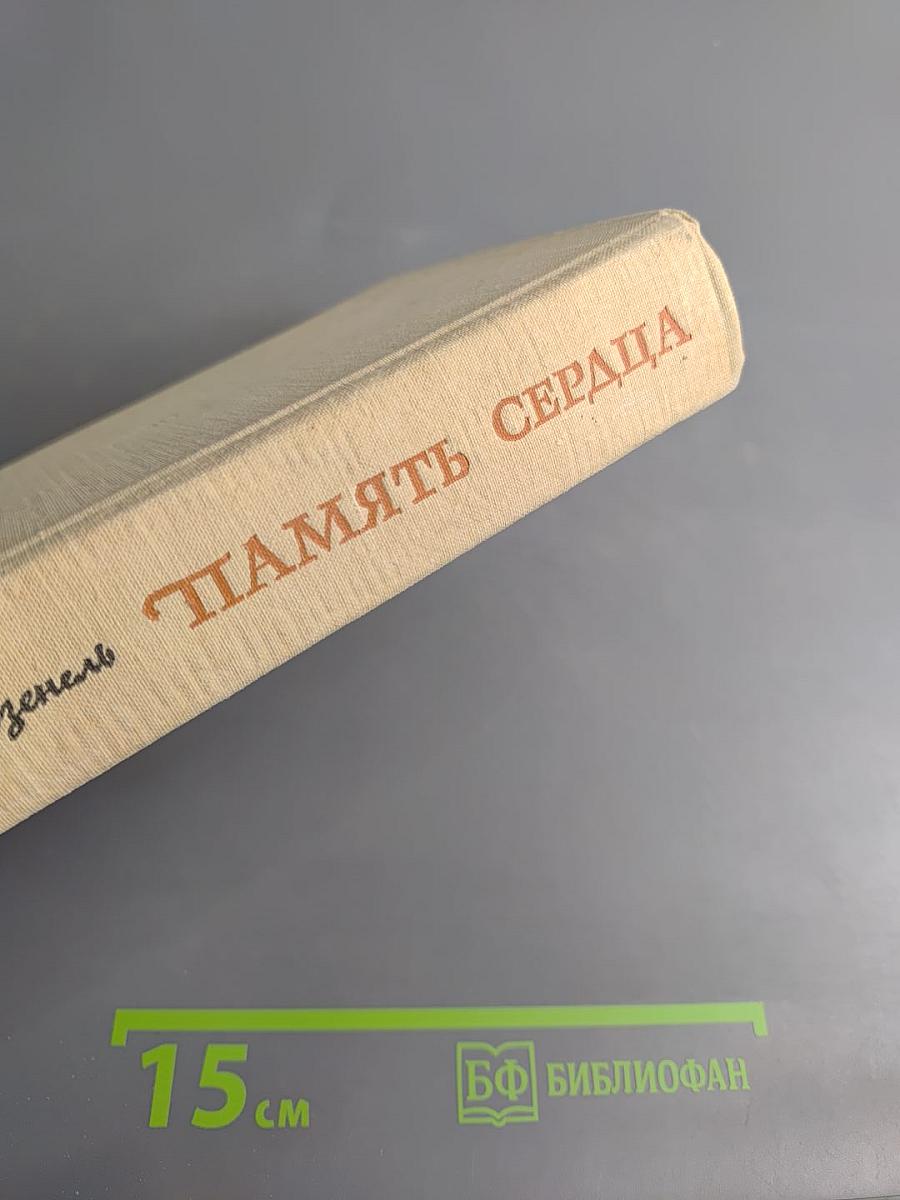 зенель ПАМЯТЬ СЕРДЦА
15 см
БФ БИБЛИОФАН